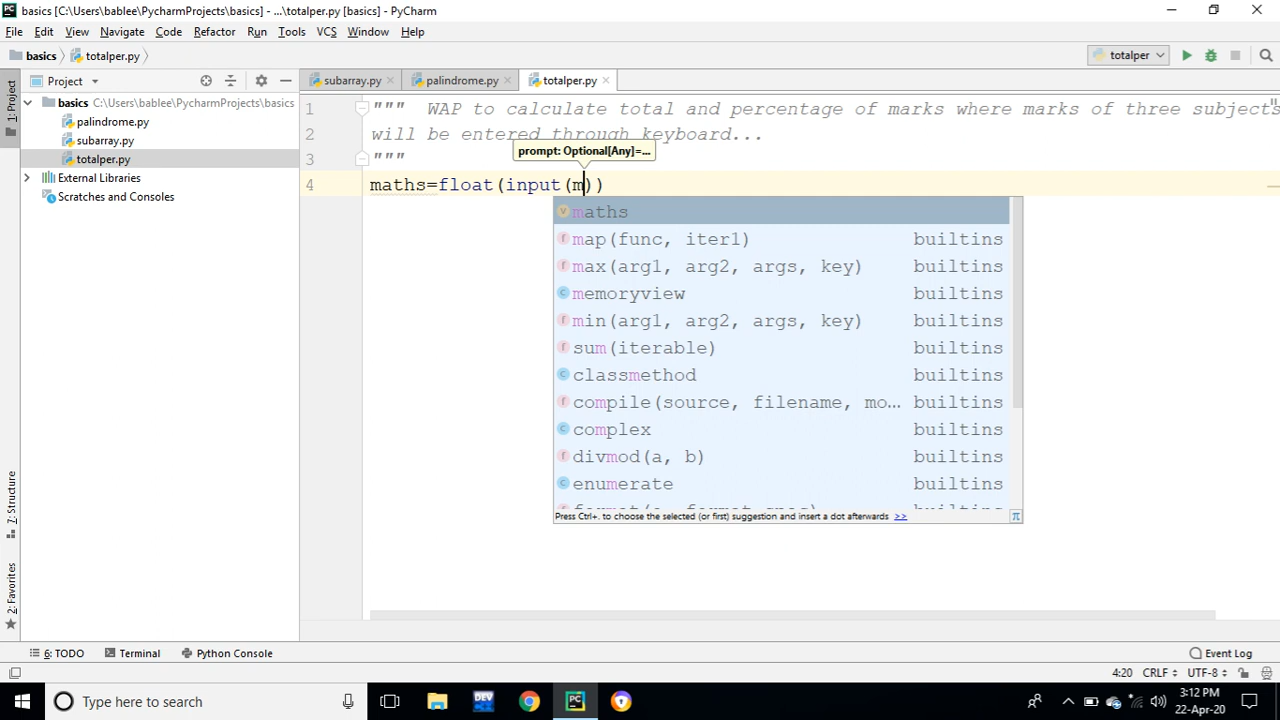 basics [C:\Users\bablee\PycharmProjects\basics] - ...\totalper.py [basics] - PyCharm
File Edit View Navigate Code Refactor Run Tools VCS Window Help
basics totalper.py
totalper
1: Project
Project
subarray.py
palindrome.py
totalper.py
basics C:\Users\bablee\PycharmProjects\basics
palindrome.py
subarray.py
totalper.py
External Libraries
Scratches and Consoles
1 """ WAP to calculate total and percentage of marks where marks of three subjects
2 will be entered through keyboard...
3 """
prompt: Optional[Any]=...
4 maths=float(input(m))
maths
map(func, iter1) builtins
max(arg1, arg2, args, key) builtins
memoryview builtins
min(arg1, arg2, args, key) builtins
sum(iterable) builtins
classmethod builtins
compile(source, filename, mo... builtins
complex builtins
divmod(a, b) builtins
enumerate builtins
Press Ctrl+. to choose the selected (or first) suggestion and insert a dot afterwards >> π
7: Structure
2: Favorites
6: TODO Terminal Python Console Event Log
4:20 CRLF UTF-8
Type here to search
DEV
PC
3:12 PM
22-Apr-20